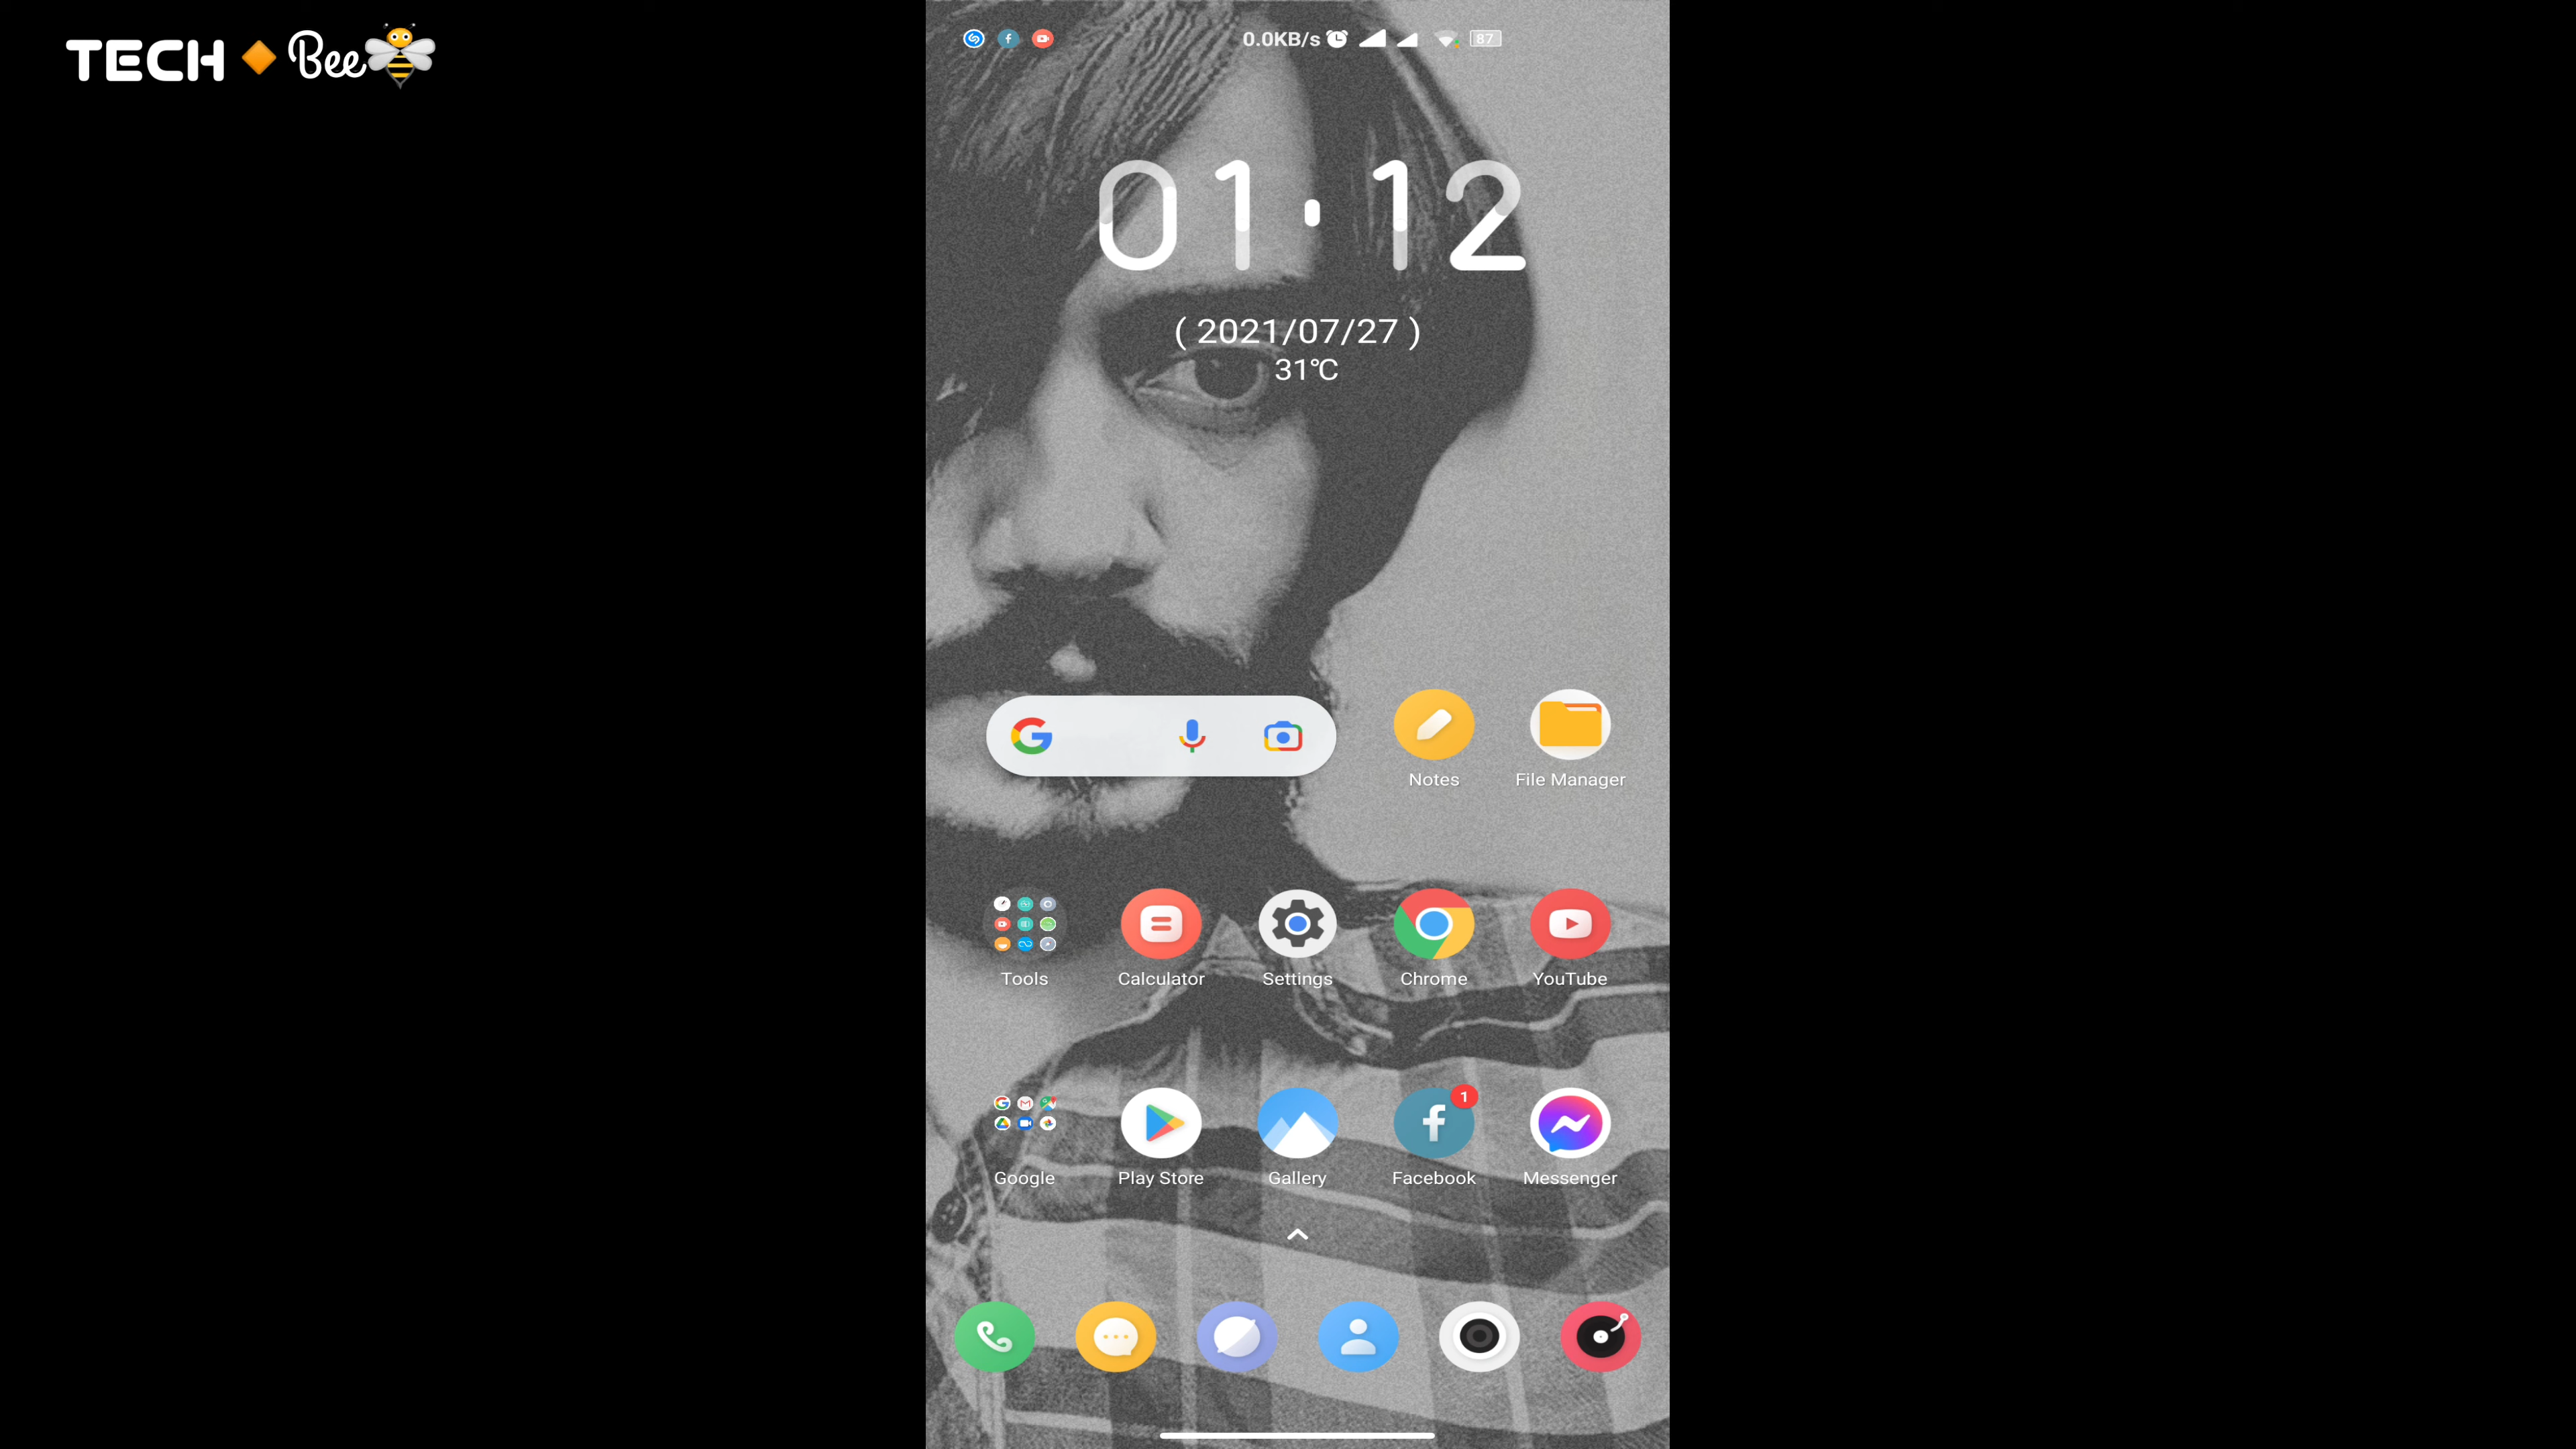 TECH Bee
0.0KB/s 87
01 12
( 2021/07/27 )
31°C
Notes File Manager
Tools Calculator Settings Chrome YouTube
1
Google Play Store Gallery Facebook Messenger